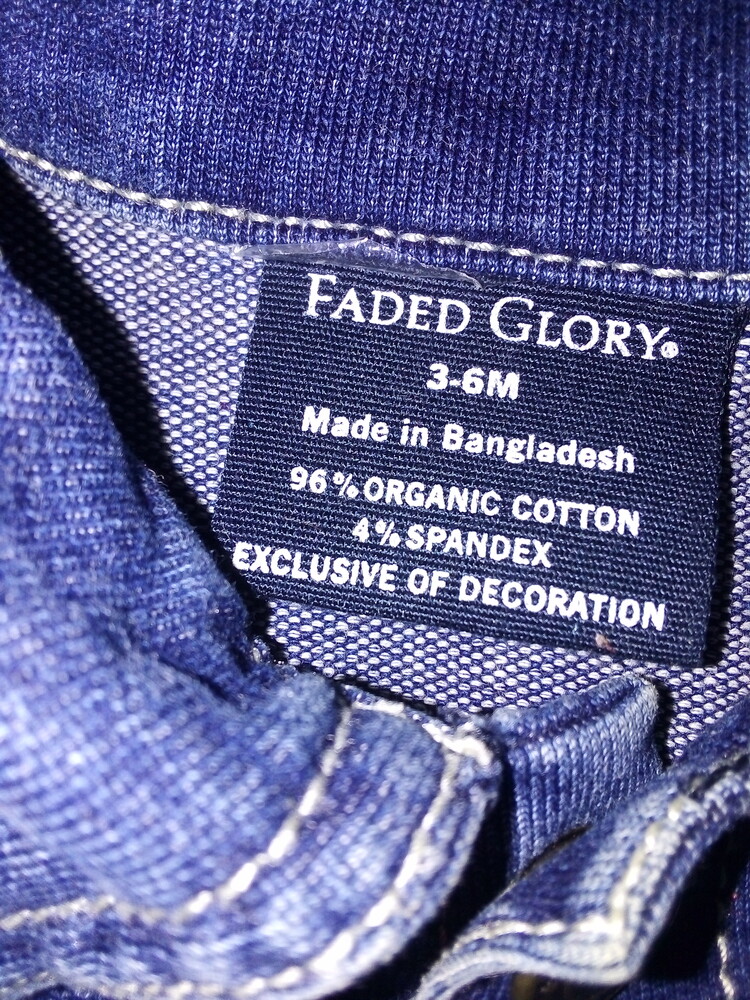 FADED GLORY®
3-6M
Made in Bangladesh
96% ORGANIC COTTON
4% SPANDEX
EXCLUSIVE OF DECORATION